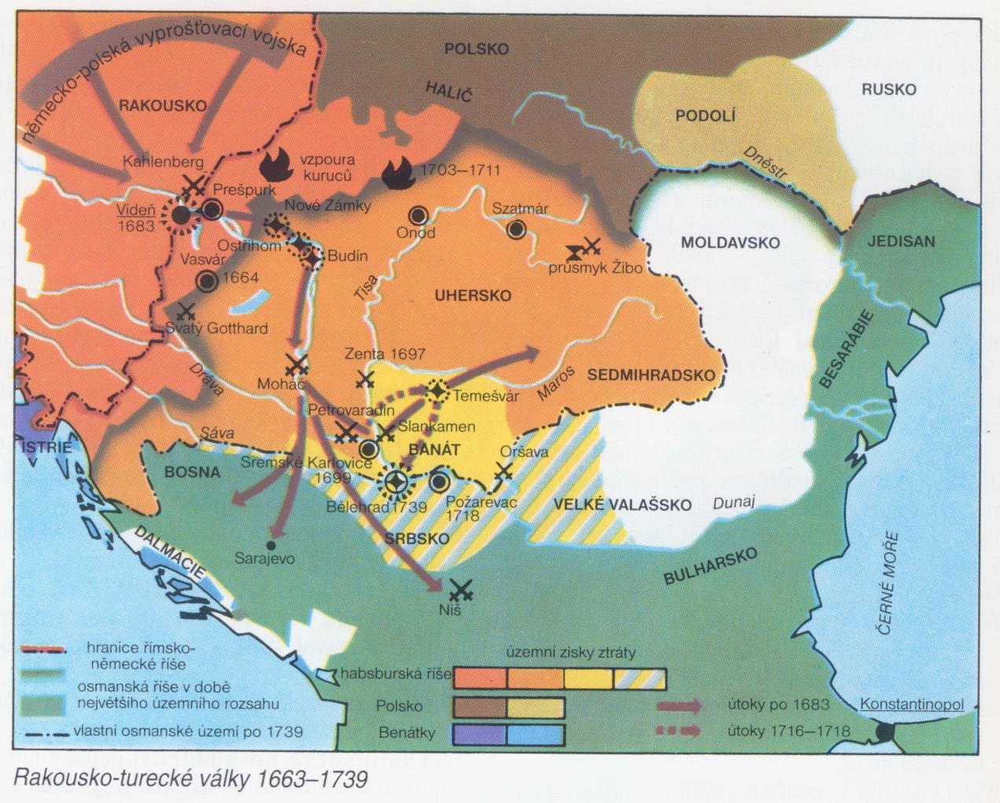 německo-polská vyprošťovací vojska
POLSKO
HALIČ
RUSKO
RAKOUSKO
PODOLÍ
Dněstr
Kahlenberg
vzpoura
kuruců
1703–1711
Prešpurk
Videň
1683
Nové Zámky
Onod
Szatmár
MOLDAVSKO
JEDISAN
Ostřihom
Budín
Vasvár
1664
průsmyk Žibo
Tisa
UHERSKO
Svatý Gotthard
BESARÁBIE
Zenta 1697
Dráva
Moháč
Maros
SEDMIHRADSKO
Temešvár
Petrovaradín
Slankamen
Sáva
ISTRIE
BANÁT
Oršava
Sremské Karlovice
1699
BOSNA
Bělehrad 1739
Požarevac
1718
VELKÉ VALAŠSKO
Dunaj
SRBSKO
DALMÁCIE
Sarajevo
BULHARSKO
ČERNÉ MOŘE
Niš
hranice římsko-
německé říše
osmanská říše v době
největšího územního rozsahu
vlastní osmanské území po 1739
územní zisky ztráty
habsburská říše
Polsko
Benátky
útoky po 1683
útoky 1716–1718
Konstantinopol
Rakousko-turecké války 1663–1739